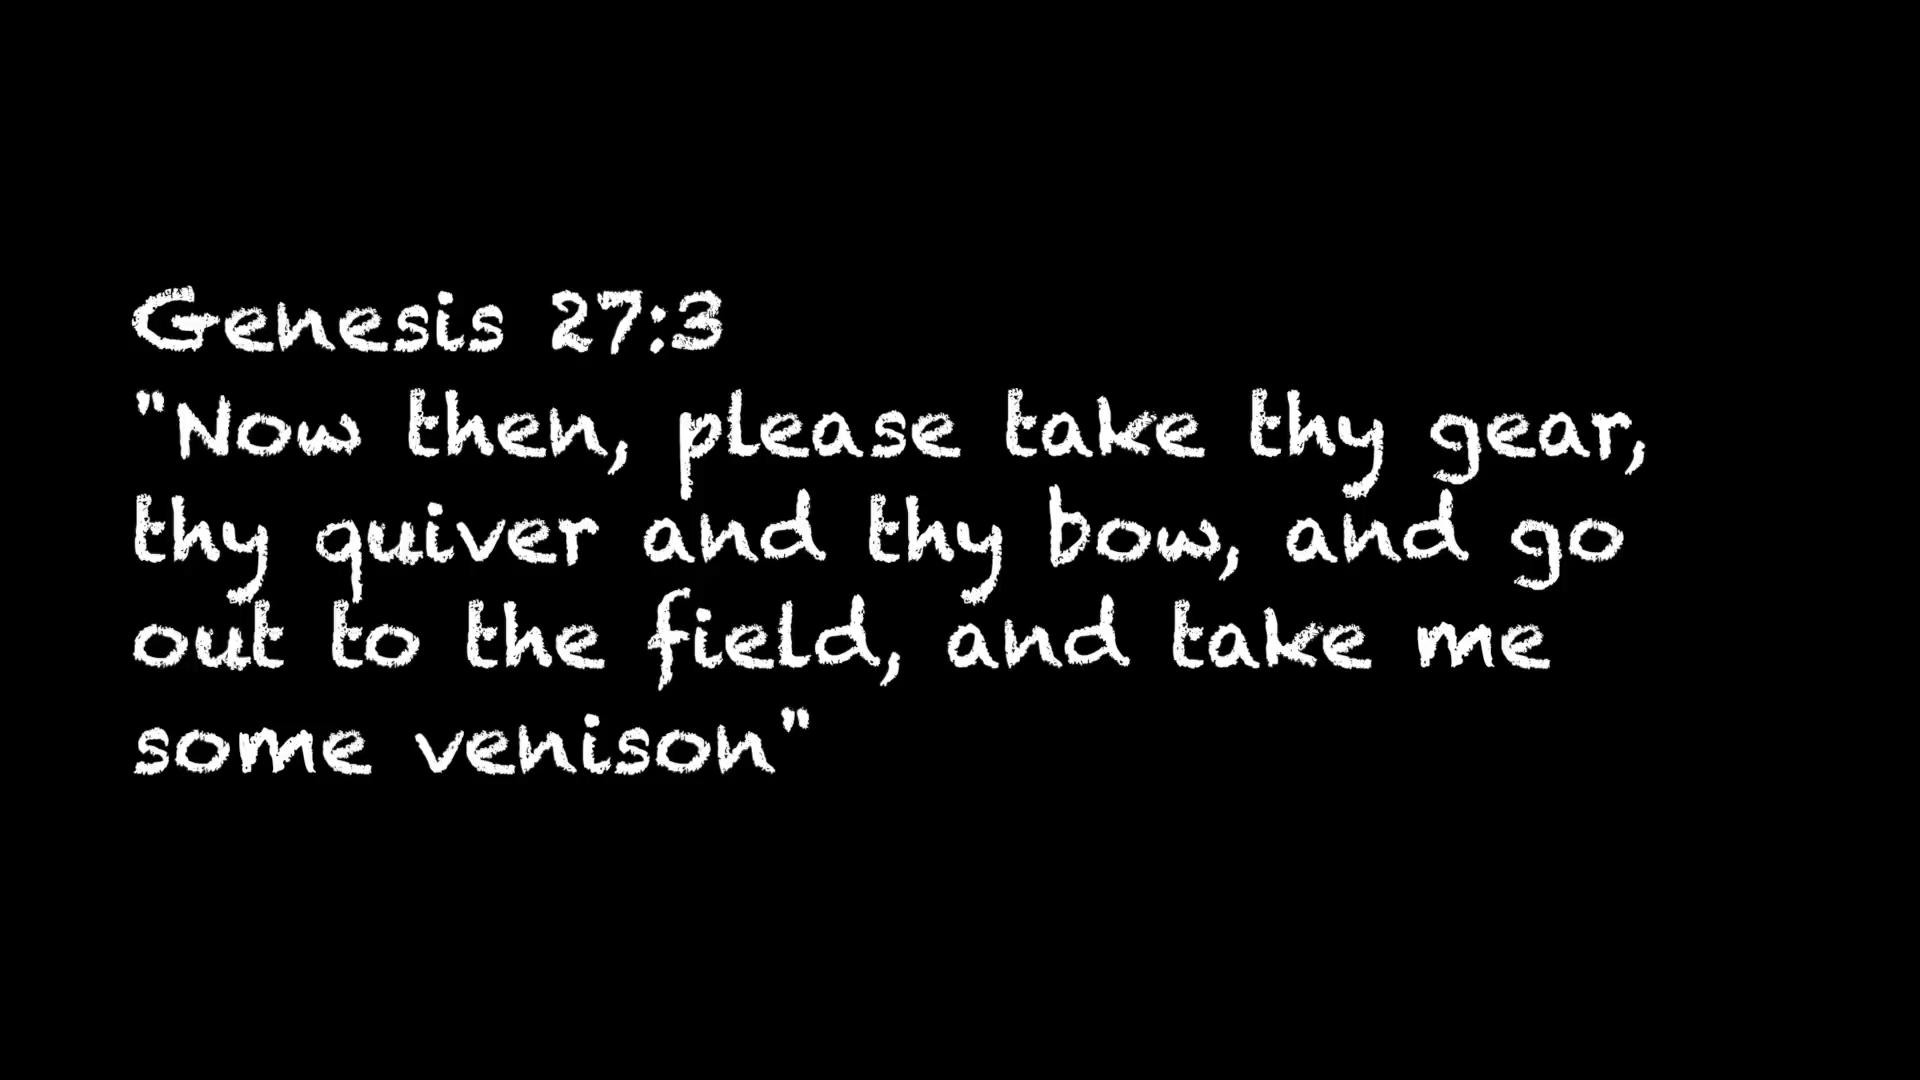 Genesis 27:3
"Now then, please take thy gear,
thy quiver and thy bow, and go
out to the field, and take me
some venison"